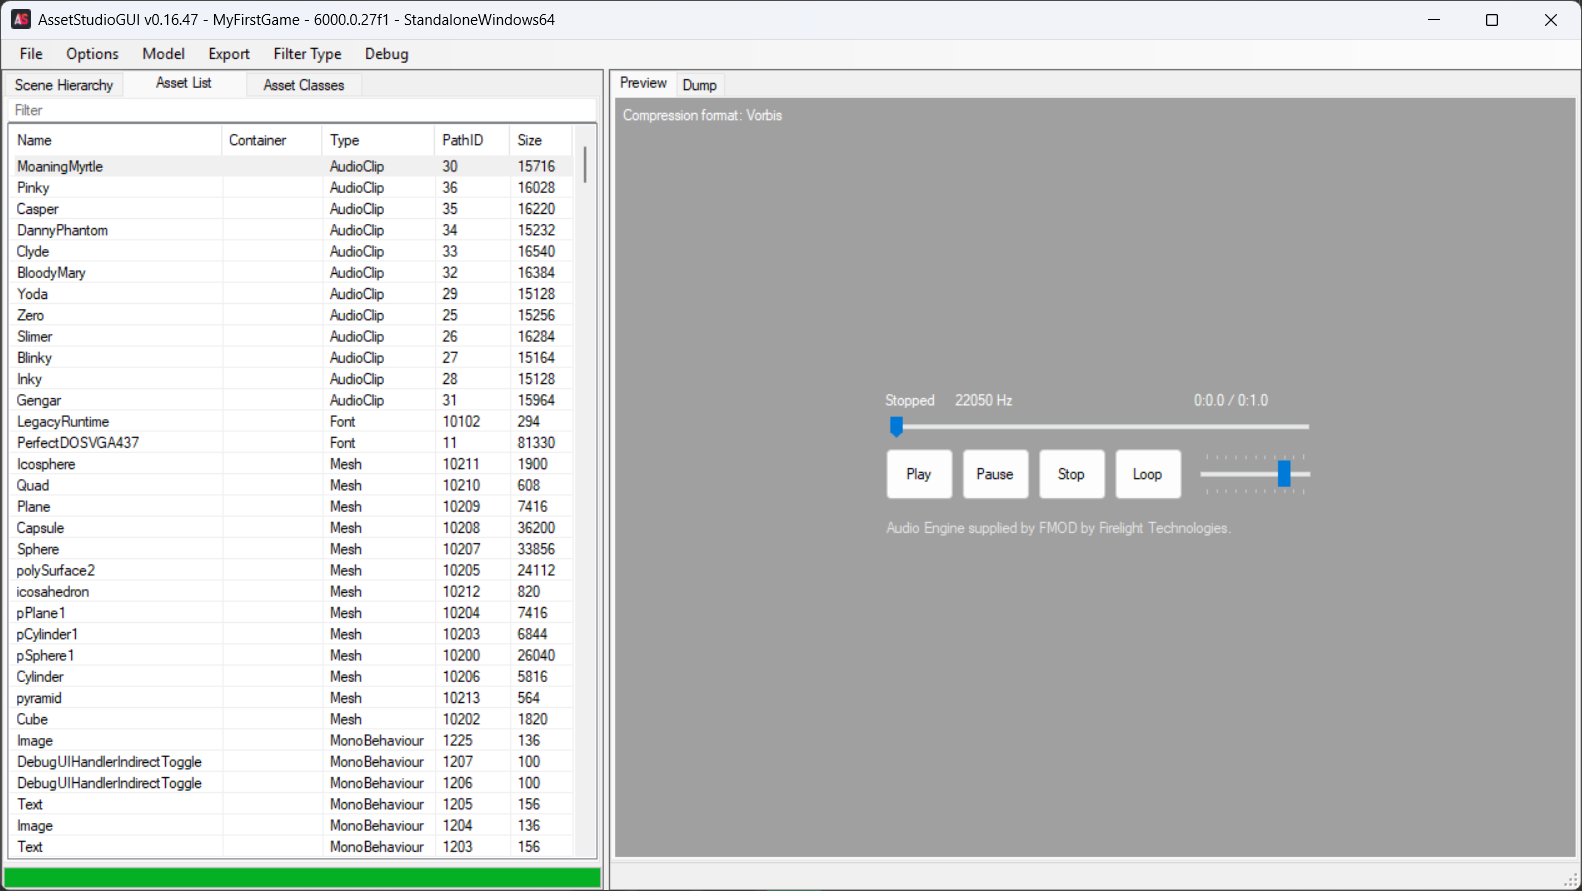 AssetStudioGUI v0.16.47 - MyFirstGame - 6000.0.27f1 - StandaloneWindows64
File Options Model Export Filter Type Debug
Scene Hierarchy Asset List Asset Classes
Filter
Name Container Type PathID Size
MoaningMyrtle AudioClip 30 15716
Pinky AudioClip 36 16028
Casper AudioClip 35 16220
DannyPhantom AudioClip 34 15232
Clyde AudioClip 33 16540
BloodyMary AudioClip 32 16384
Yoda AudioClip 29 15128
Zero AudioClip 25 15256
Slimer AudioClip 26 16284
Blinky AudioClip 27 15164
Inky AudioClip 28 15128
Gengar AudioClip 31 15964
LegacyRuntime Font 10102 294
PerfectDOSVGA437 Font 11 81330
Icosphere Mesh 10211 1900
Quad Mesh 10210 608
Plane Mesh 10209 7416
Capsule Mesh 10208 36200
Sphere Mesh 10207 33856
polySurface2 Mesh 10205 24112
icosahedron Mesh 10212 820
pPlane1 Mesh 10204 7416
pCylinder1 Mesh 10203 6844
pSphere1 Mesh 10200 26040
Cylinder Mesh 10206 5816
pyramid Mesh 10213 564
Cube Mesh 10202 1820
Image MonoBehaviour 1225 136
DebugUIHandlerIndirectToggle MonoBehaviour 1207 100
DebugUIHandlerIndirectToggle MonoBehaviour 1206 100
Text MonoBehaviour 1205 156
Image MonoBehaviour 1204 136
Text MonoBehaviour 1203 156
Preview Dump
Compression format: Vorbis
Stopped 22050 Hz 0:0.0 / 0:1.0
Play Pause Stop Loop
Audio Engine supplied by FMOD by Firelight Technologies.